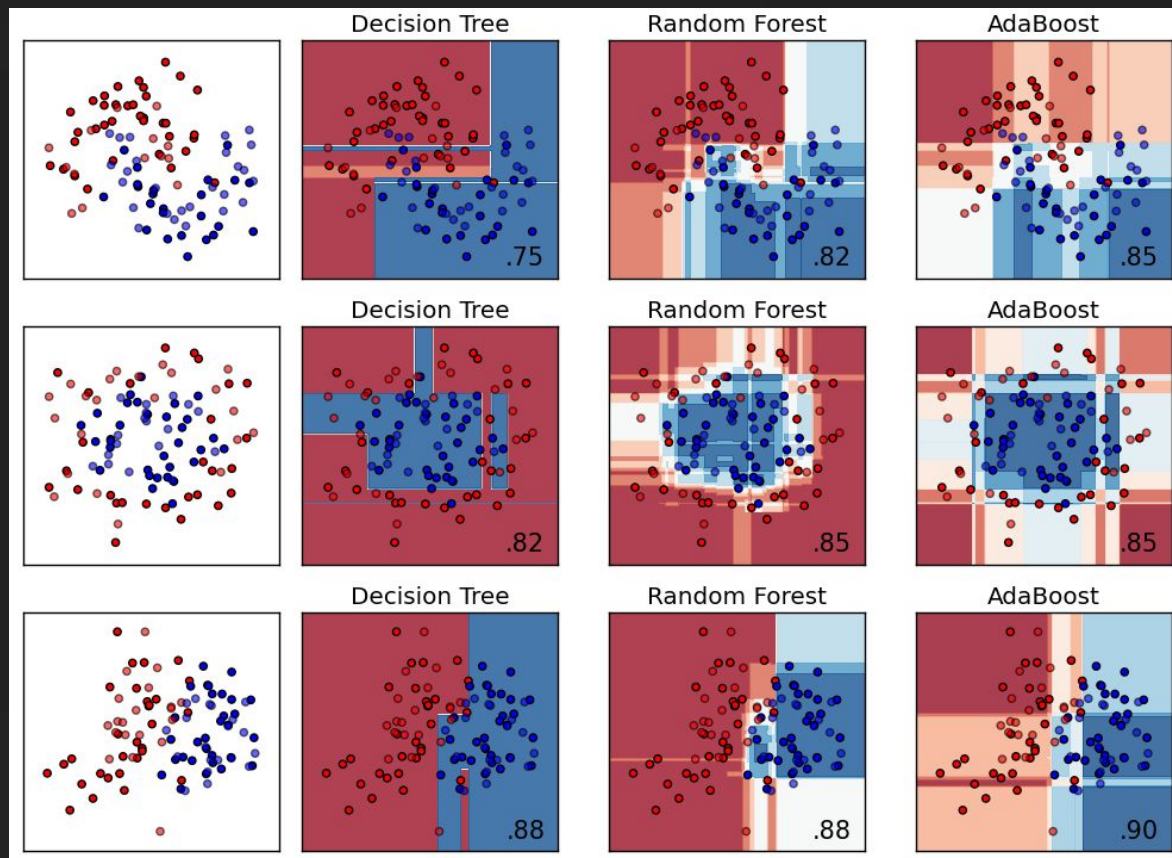 Decision Tree Random Forest AdaBoost
.75 .82 .85
Decision Tree Random Forest AdaBoost
.82 .85 .85
Decision Tree Random Forest AdaBoost
.88 .88 .90